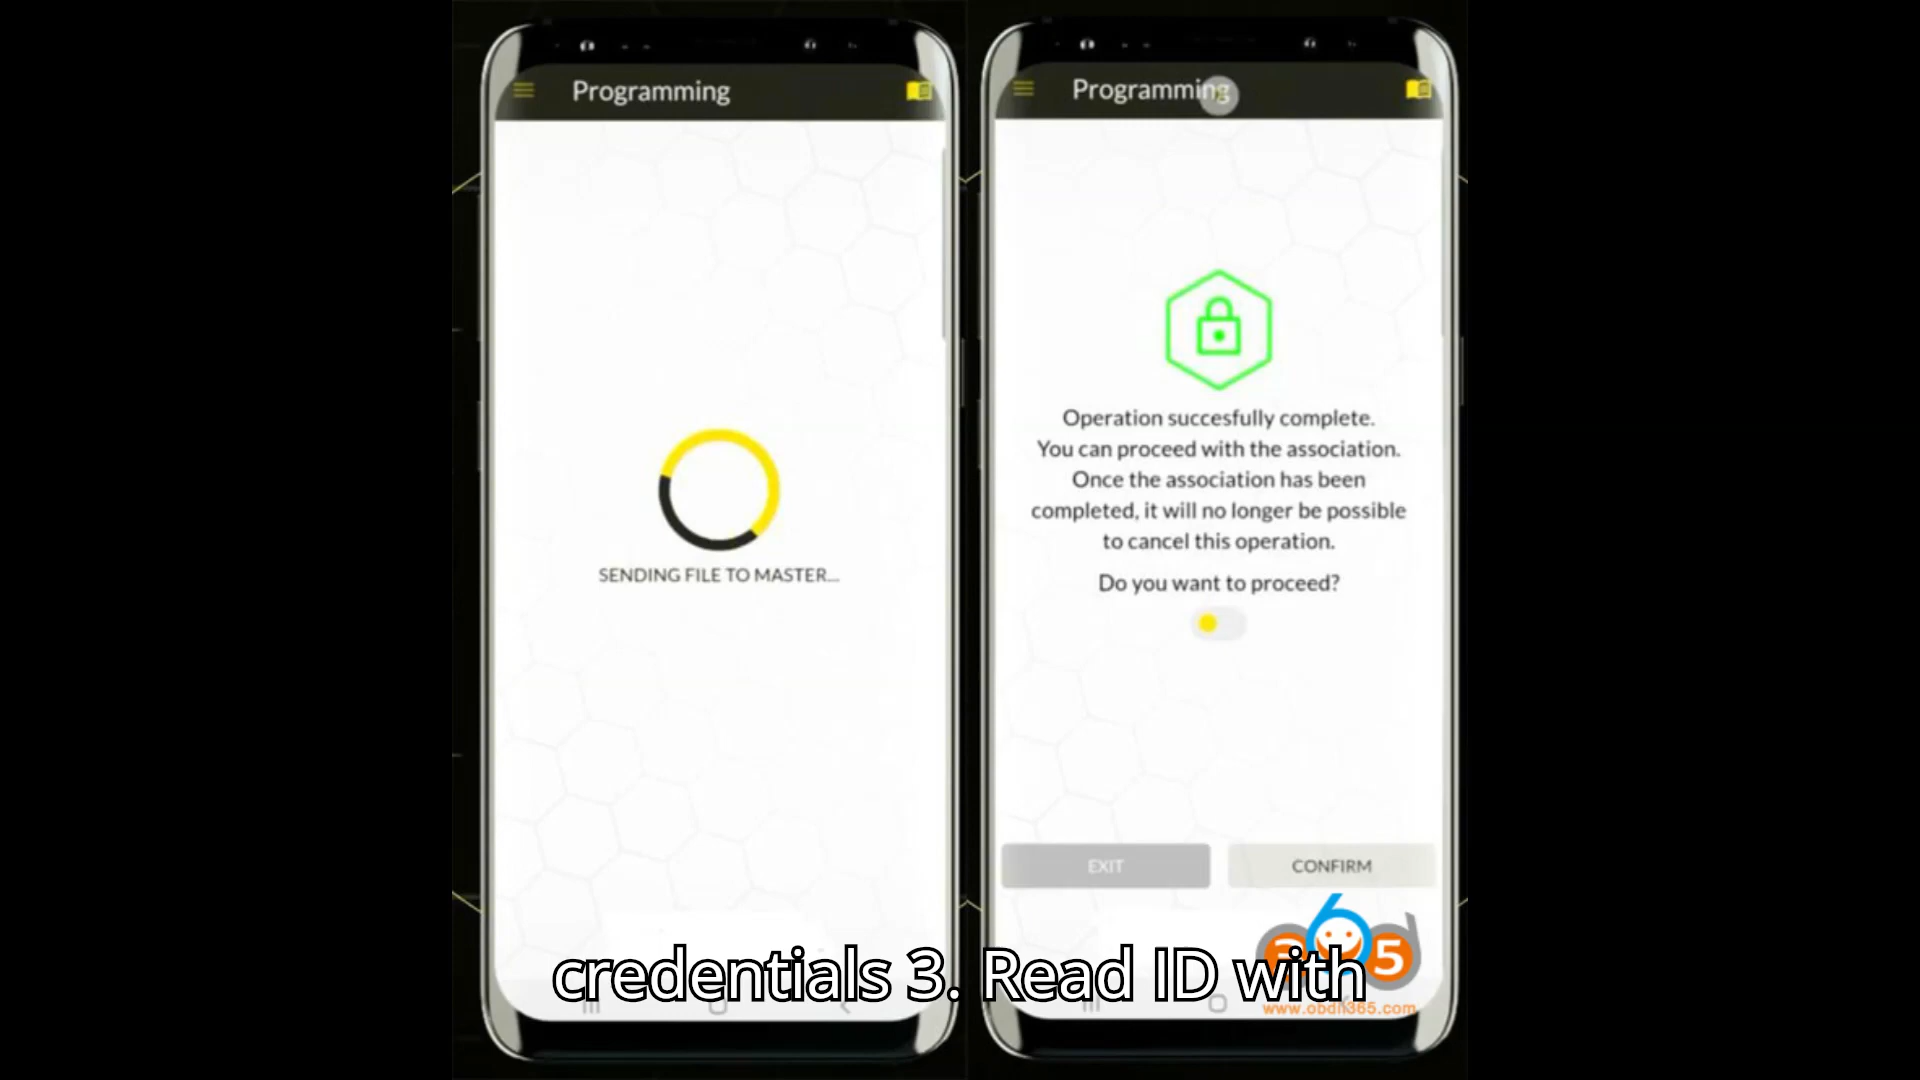 Programming
SENDING FILE TO MASTER...
Programming
Operation succesfully complete.
You can proceed with the association.
Once the association has been
completed, it will no longer be possible
to cancel this operation.
Do you want to proceed?
EXIT
CONFIRM
365
d
credentials 3. Read ID with
www.obdii365.com